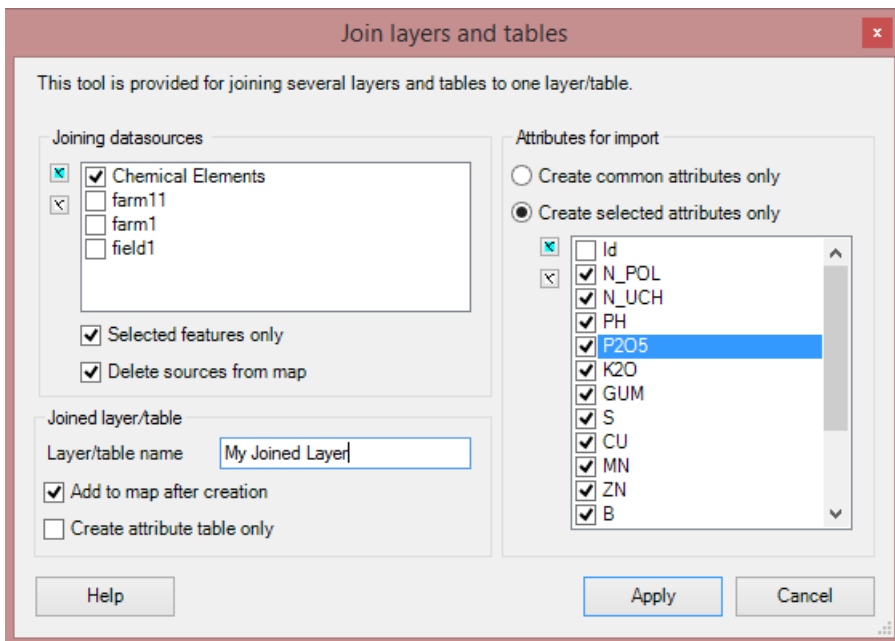 Join layers and tables
x
This tool is provided for joining several layers and tables to one layer/table.
Joining datasources
Chemical Elements
farm11
farm1
field1
Selected features only
Delete sources from map
Joined layer/table
Layer/table name My Joined Layer
Add to map after creation
Create attribute table only
Attributes for import
Create common attributes only
Create selected attributes only
Id
N_POL
N_UCH
PH
P2O5
K2O
GUM
S
CU
MN
ZN
B
Help Apply Cancel